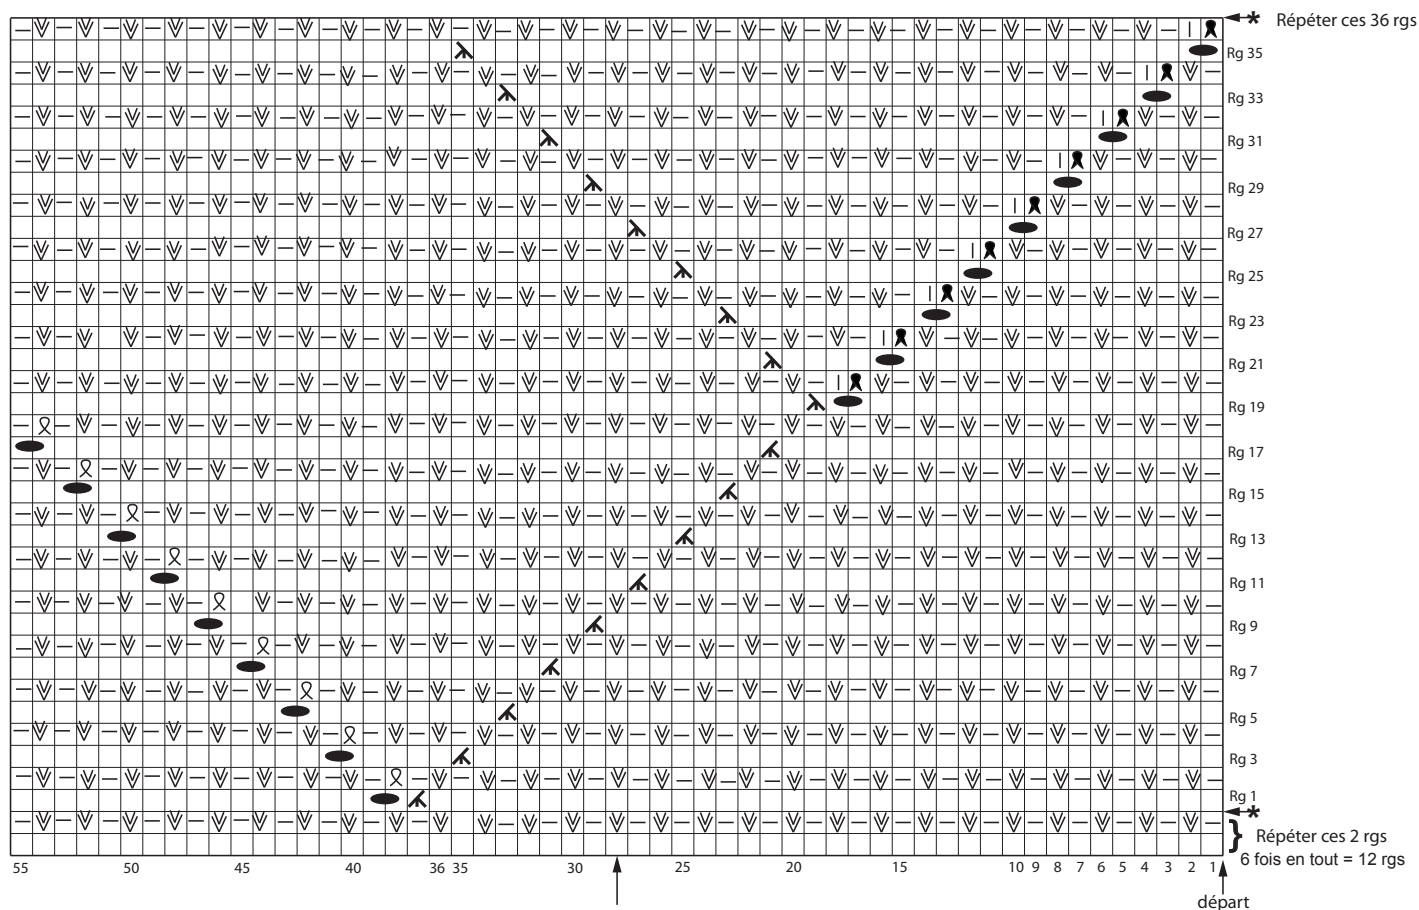 * Répéter ces 36 rgs
Rg 35
Rg 33
Rg 31
Rg 29
Rg 27
Rg 25
Rg 23
Rg 21
Rg 19
Rg 17
Rg 15
Rg 13
Rg 11
Rg 9
Rg 7
Rg 5
Rg 3
Rg 1
*
} Répéter ces 2 rgs
6 fois en tout = 12 rgs
55 50 45 40 36 35 30 25 20 15 10 9 8 7 6 5 4 3 2 1
départ